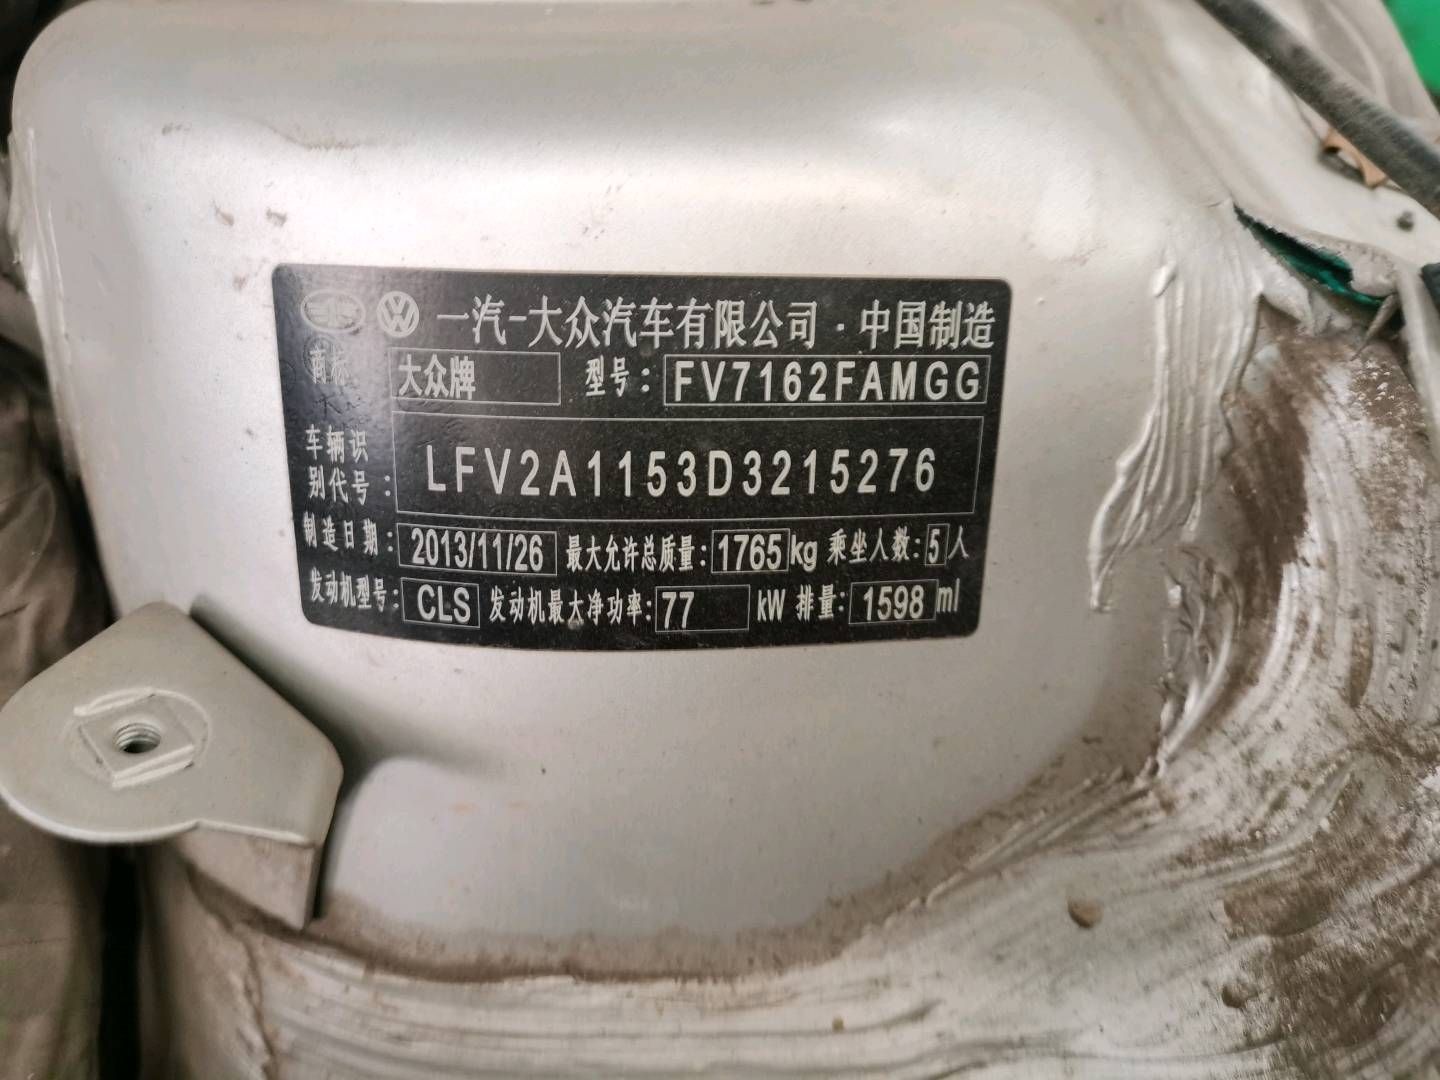 一汽-大众汽车有限公司·中国制造
商标 大众牌 型号: FV7162FAMGG
车辆识别代号: LFV2A1153D3215276
制造日期: 2013/11/26 最大允许总质量: 1765 kg 乘坐人数: 5 人
发动机型号: CLS 发动机最大净功率: 77 kW 排量: 1598 ml